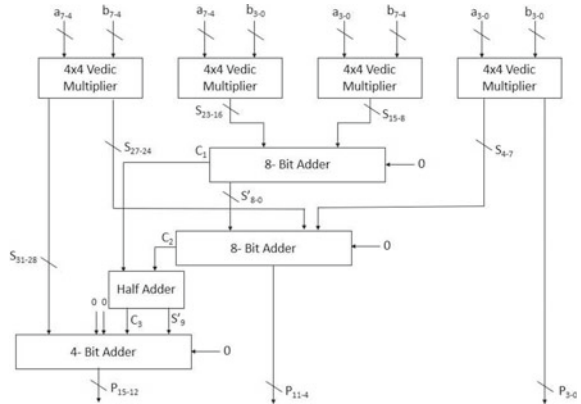 a7-4 b7-4 a7-4 b3-0 a3-0 b7-4 a3-0 b3-0
4x4 Vedic Multiplier
4x4 Vedic Multiplier
4x4 Vedic Multiplier
4x4 Vedic Multiplier
S23-16 S15-8
S27-24 C1 8- Bit Adder 0 S4-7
S'8-0
C2 8- Bit Adder 0
S31-28
Half Adder
0 0 C3 S'9
4- Bit Adder 0
P15-12 P11-4 P3-0